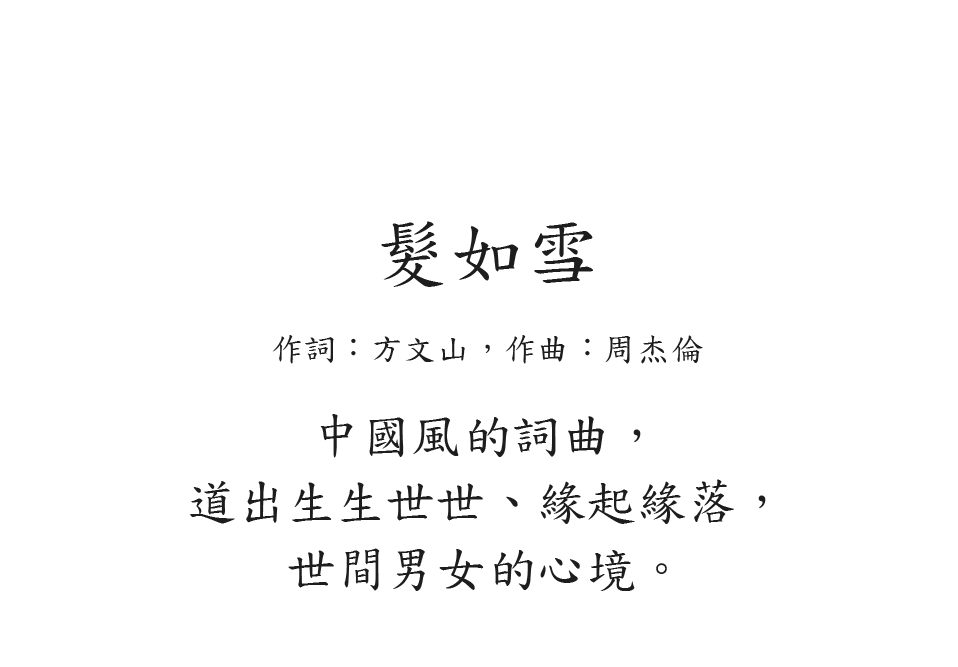 髮如雪
作詞：方文山，作曲：周杰倫
中國風的詞曲，
道出生生世世、緣起緣落，
世間男女的心境。